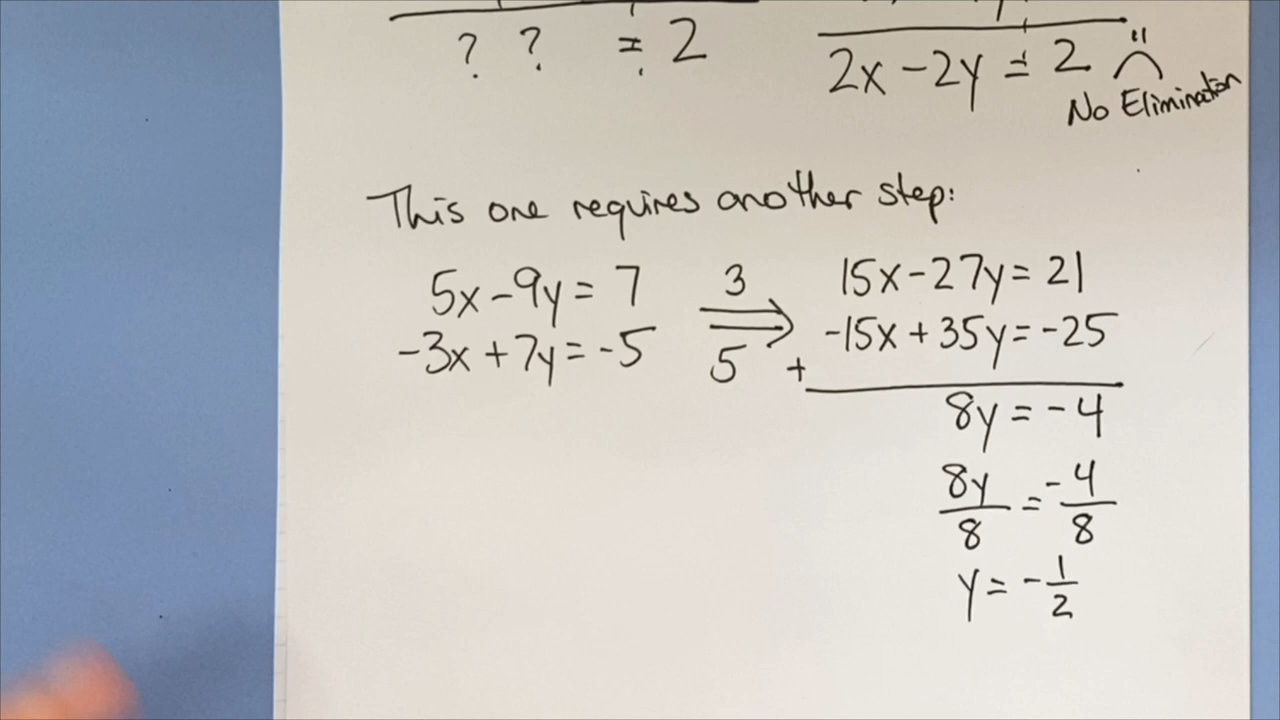 ? ? = 2
2x - 2y = 2
No Elimination
This one requires another step:
5x - 9y = 7
-3x + 7y = -5
3
5
15x - 27y = 21
-15x + 35y = -25
+
8y = -4
8y/8 = -4/8
y = -1/2